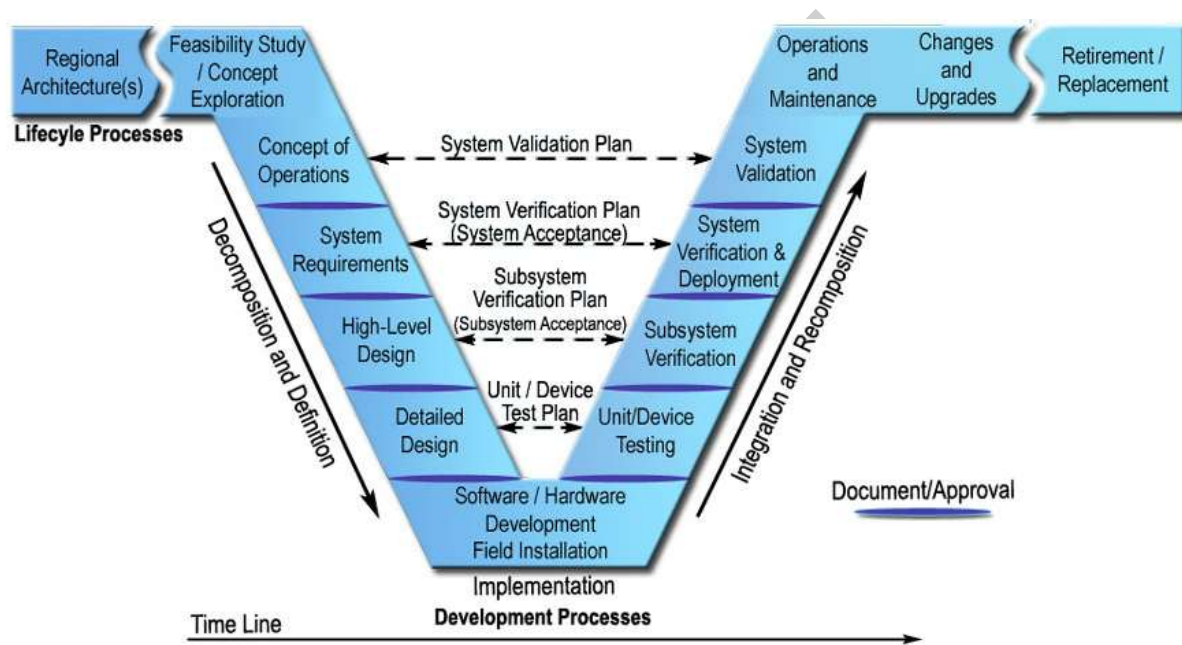 Regional
Architecture(s)
Feasibility Study
/ Concept
Exploration
Operations
and
Maintenance
Changes
and
Upgrades
Retirement /
Replacement
Lifecyle Processes
Concept of
Operations
System Validation Plan
System
Validation
System
Requirements
System Verification Plan
(System Acceptance)
System
Verification &
Deployment
High-Level
Design
Subsystem
Verification Plan
(Subsystem Acceptance)
Subsystem
Verification
Detailed
Design
Unit / Device
Test Plan
Unit/Device
Testing
Decomposition and Definition
Integration and Recomposition
Software / Hardware
Development
Field Installation
Document/Approval
Implementation
Development Processes
Time Line